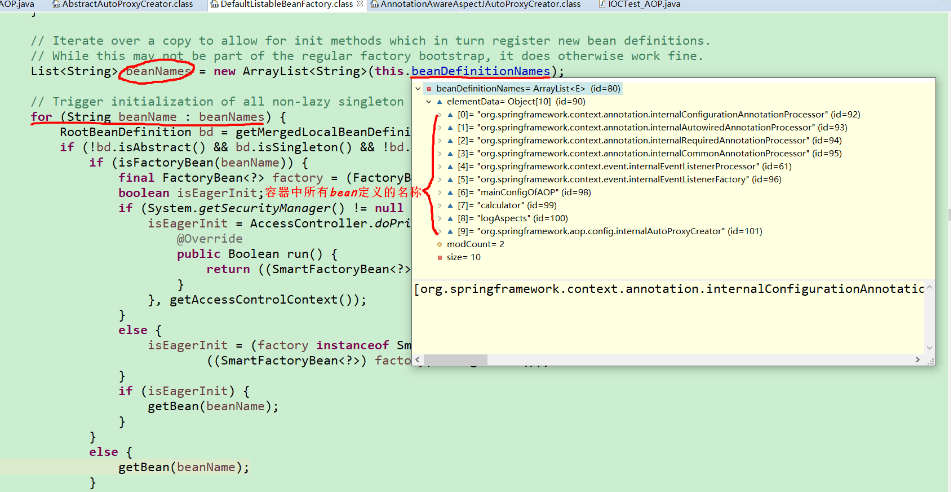 AOP.java AbstractAutoProxyCreator.class DefaultListableBeanFactory.class AnnotationAwareAspectJAutoProxyCreator.class IOCTest_AOP.java
}
// Iterate over a copy to allow for init methods which in turn register new bean definitions.
// While this may not be part of the regular factory bootstrap, it does otherwise work fine.
List<String> beanNames = new ArrayList<String>(this.beanDefinitionNames);
// Trigger initialization of all non-lazy singleton
for (String beanName : beanNames) {
RootBeanDefinition bd = getMergedLocalBeanDefini
if (!bd.isAbstract() && bd.isSingleton() && !bd.
if (isFactoryBean(beanName)) {
final FactoryBean<?> factory = (FactoryB
boolean isEagerInit;容器中所有bean定义的名称
if (System.getSecurityManager() != null
isEagerInit = AccessController.doPri
@Override
public Boolean run() {
return ((SmartFactoryBean<?>
}
}, getAccessControlContext());
}
else {
isEagerInit = (factory instanceof Sm
((SmartFactoryBean<?>) facto
}
if (isEagerInit) {
getBean(beanName);
}
}
else {
getBean(beanName);
}
beanDefinitionNames= ArrayList<E> (id=80)
elementData= Object[10] (id=90)
[0]= "org.springframework.context.annotation.internalConfigurationAnnotationProcessor" (id=92)
[1]= "org.springframework.context.annotation.internalAutowiredAnnotationProcessor" (id=93)
[2]= "org.springframework.context.annotation.internalRequiredAnnotationProcessor" (id=94)
[3]= "org.springframework.context.annotation.internalCommonAnnotationProcessor" (id=95)
[4]= "org.springframework.context.event.internalEventListenerProcessor" (id=61)
[5]= "org.springframework.context.event.internalEventListenerFactory" (id=96)
[6]= "mainConfigOfAOP" (id=98)
[7]= "calculator" (id=99)
[8]= "logAspects" (id=100)
[9]= "org.springframework.aop.config.internalAutoProxyCreator" (id=101)
modCount= 2
size= 10
[org.springframework.context.annotation.internalConfigurationAnnotatic